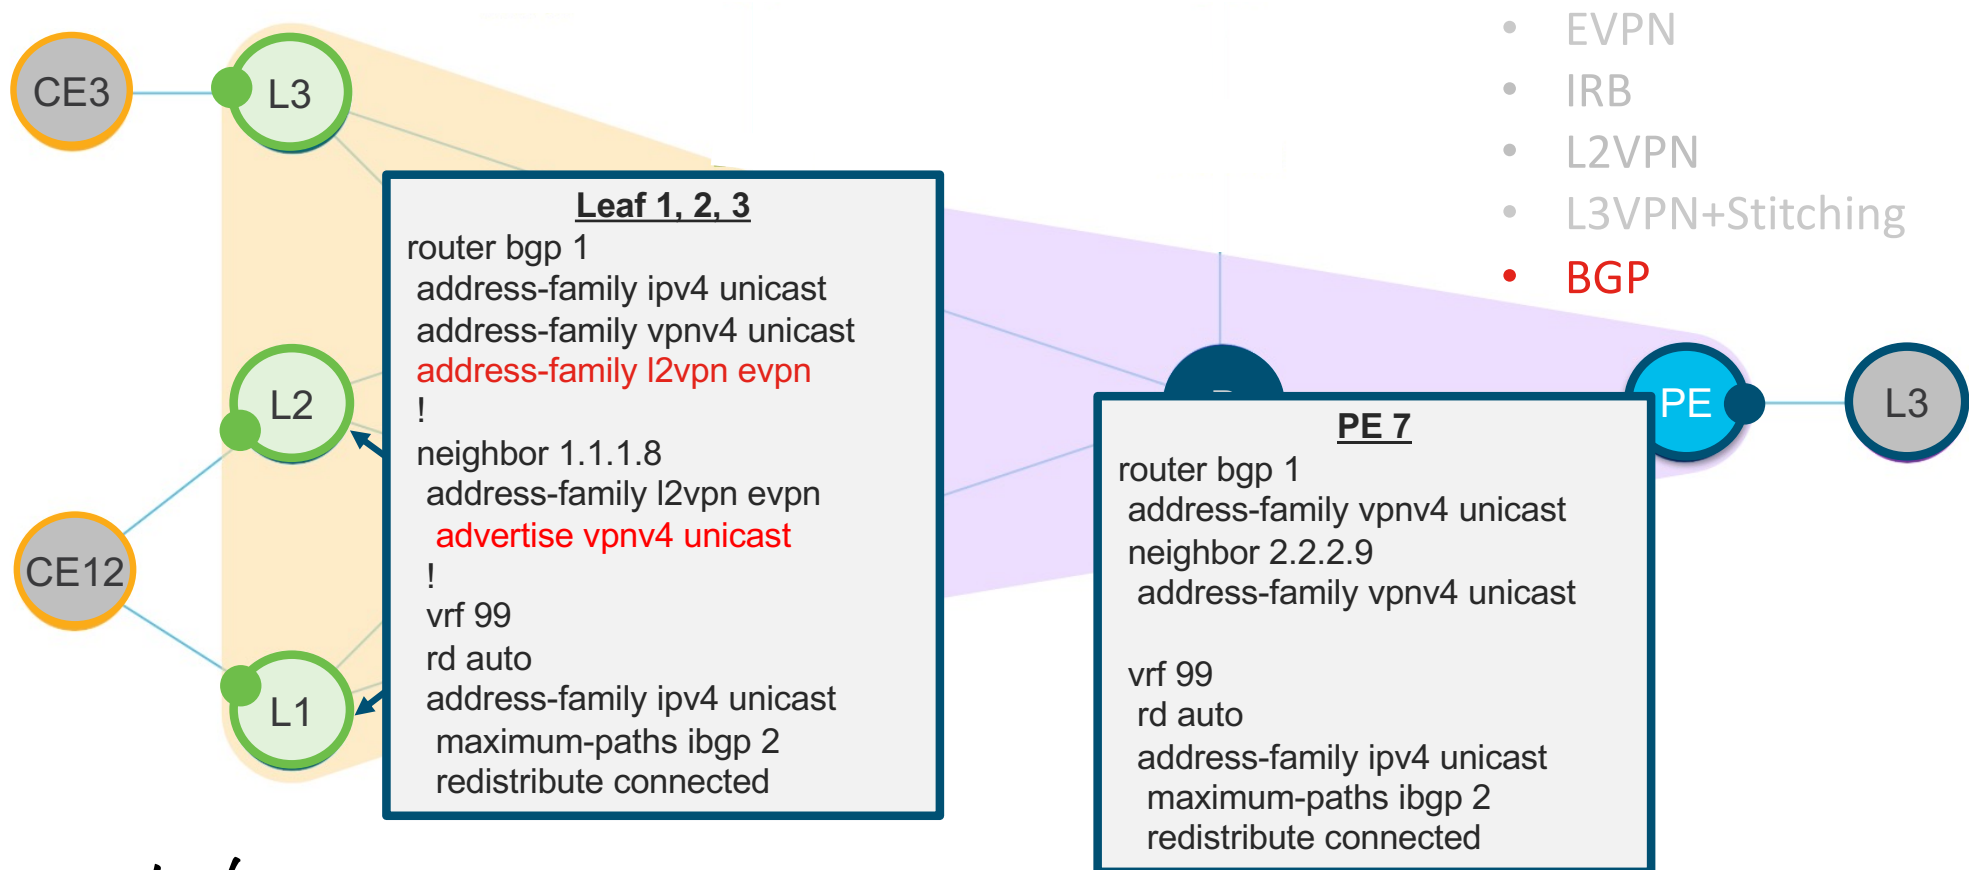 CE3
L3
L2
CE12
L1
Leaf 1, 2, 3
router bgp 1
address-family ipv4 unicast
address-family vpnv4 unicast
address-family l2vpn evpn
!
neighbor 1.1.1.8
address-family l2vpn evpn
advertise vpnv4 unicast
!
vrf 99
rd auto
address-family ipv4 unicast
maximum-paths ibgp 2
redistribute connected
• EVPN
• IRB
• L2VPN
• L3VPN+Stitching
• BGP
PE
L3
PE 7
router bgp 1
address-family vpnv4 unicast
neighbor 2.2.2.9
address-family vpnv4 unicast
vrf 99
rd auto
address-family ipv4 unicast
maximum-paths ibgp 2
redistribute connected